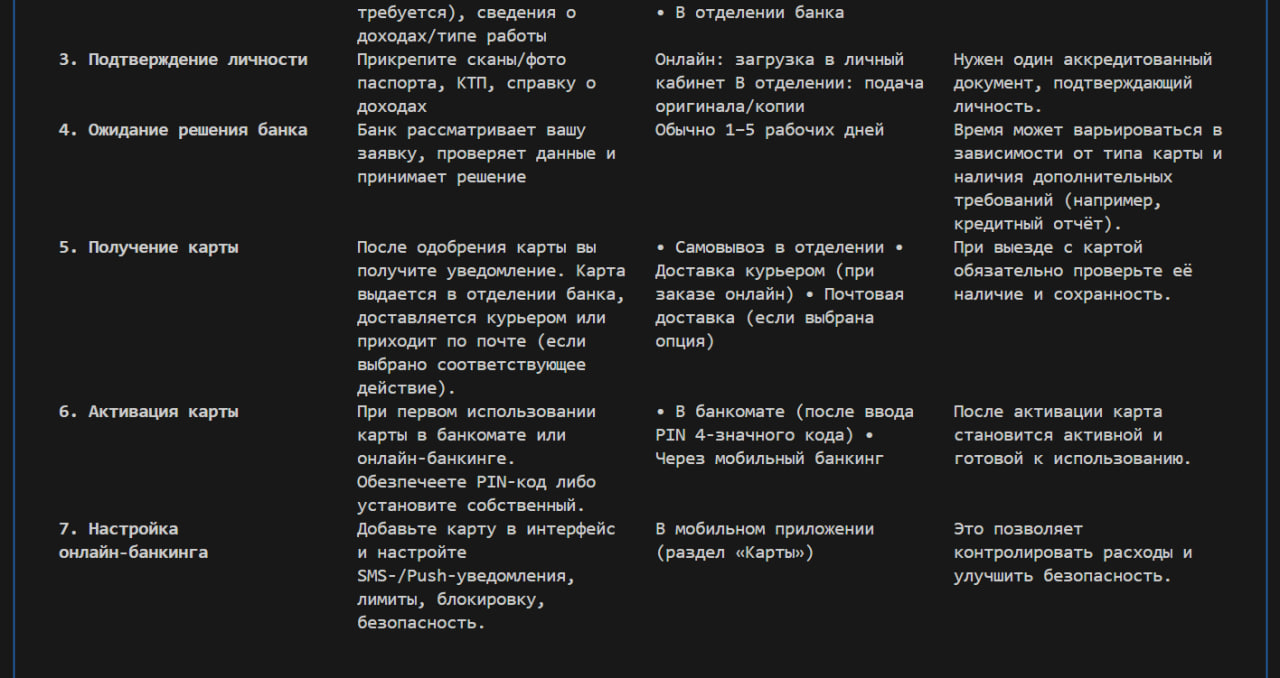 требуется), сведения о • В отделении банка
доходах/типе работы
3. Подтверждение личности Прикрепите сканы/фото Онлайн: загрузка в личный Нужен один аккредитованный
паспорта, КТП, справку о кабинет В отделении: подача документ, подтверждающий
доходах оригинала/копии личность.
4. Ожидание решения банка Банк рассматривает вашу Обычно 1–5 рабочих дней Время может варьироваться в
заявку, проверяет данные и зависимости от типа карты и
принимает решение наличия дополнительных
требований (например,
кредитный отчёт).
5. Получение карты После одобрения карты вы • Самовывоз в отделении • При выезде с картой
получите уведомление. Карта Доставка курьером (при обязательно проверьте её
выдается в отделении банка, заказе онлайн) • Почтовая наличие и сохранность.
доставляется курьером или доставка (если выбрана
приходит по почте (если опция)
выбрано соответствующее
действие).
6. Активация карты При первом использовании • В банкомате (после ввода После активации карта
карты в банкомате или PIN 4-значного кода) • становится активной и
онлайн-банкинге. Через мобильный банкинг готовой к использованию.
Обезпечеете PIN-код либо
установите собственный.
7. Настройка Добавьте карту в интерфейс В мобильном приложении Это позволяет
онлайн-банкинга и настройте (раздел «Карты») контролировать расходы и
SMS-/Push-уведомления, улучшить безопасность.
лимиты, блокировку,
безопасность.